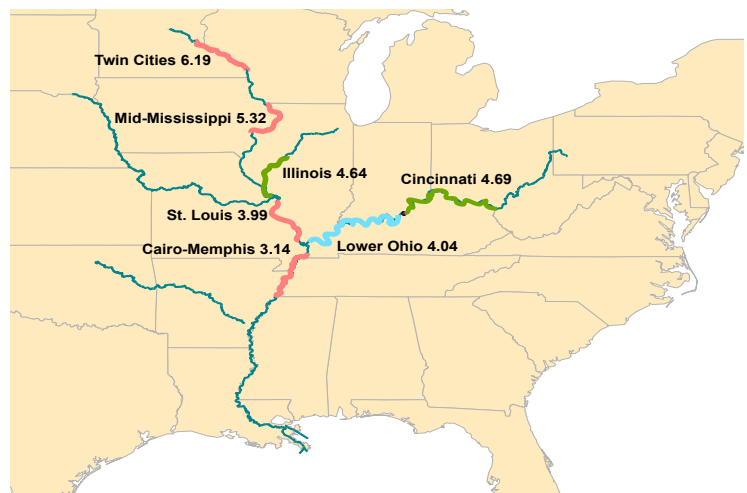 Twin Cities 6.19
Mid-Mississippi 5.32
Illinois 4.64
Cincinnati 4.69
St. Louis 3.99
Cairo-Memphis 3.14
Lower Ohio 4.04